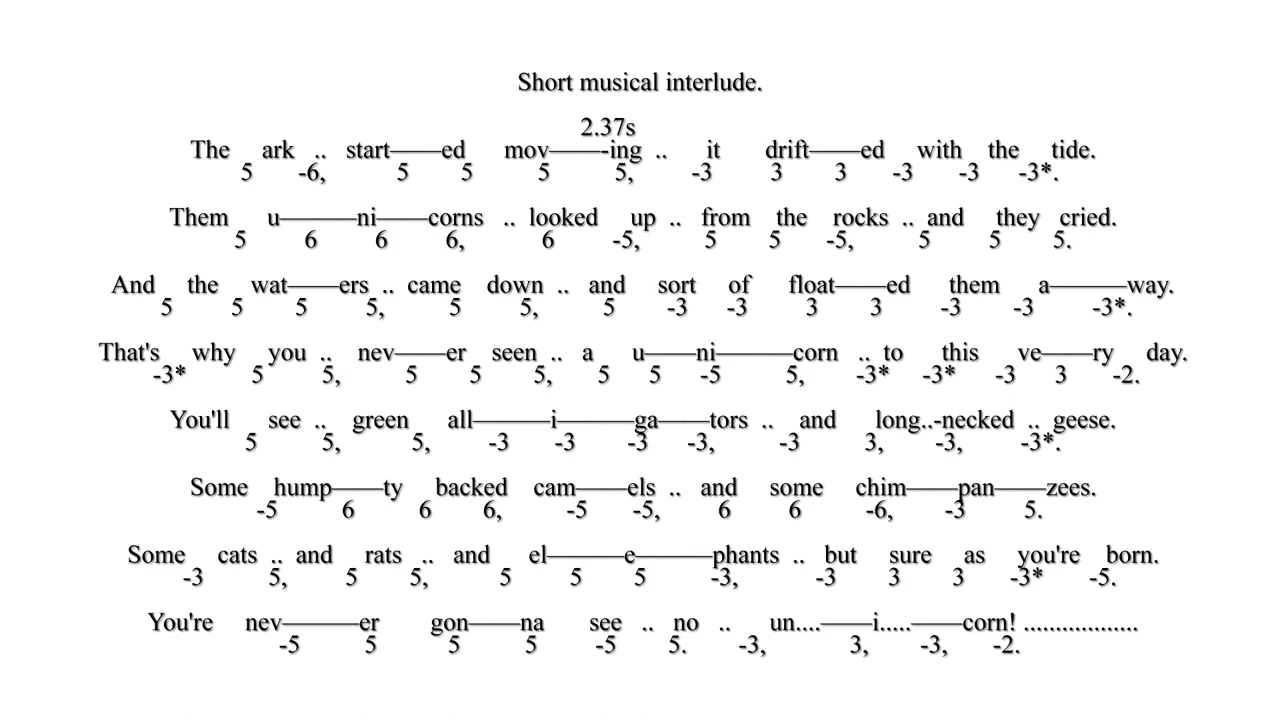 Short musical interlude.
2.37s
The ark .. start——ed mov——-ing .. it drift——ed with the tide.
5 -6, 5 5 5 5, -3 3 3 -3 -3 -3*.
Them u———ni——corns .. looked up .. from the rocks .. and they cried.
5 6 6 6, 6 -5, 5 5 -5, 5 5 5.
And the wat——ers .. came down .. and sort of float——ed them a———way.
5 5 5 5, 5 5, 5 -3 -3 3 3 -3 -3 -3*.
That's why you .. nev——er seen .. a u——ni———corn .. to this ve——ry day.
-3* 5 5, 5 5 5, 5 5 -5 5, -3* -3* -3 3 -2.
You'll see .. green all———i———ga——tors .. and long..-necked .. geese.
5 5, 5, -3 -3 -3 -3, -3 3, -3, -3*.
Some hump——ty backed cam——els .. and some chim——pan——zees.
-5 6 6 6, -5 -5, 6 6 -6, -3 5.
Some cats .. and rats .. and el———e———phants .. but sure as you're born.
-3 5, 5 5, 5 5 5 -3, -3 3 3 -3* -5.
You're nev———er gon——na see .. no .. un....——i.....——corn! ..................
-5 5 5 5 -5 5. -3, 3, -3, -2.